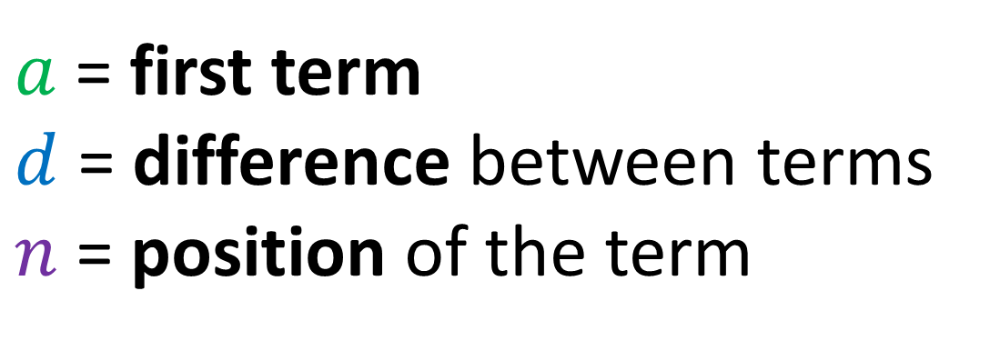 a = first term
d = difference between terms
n = position of the term